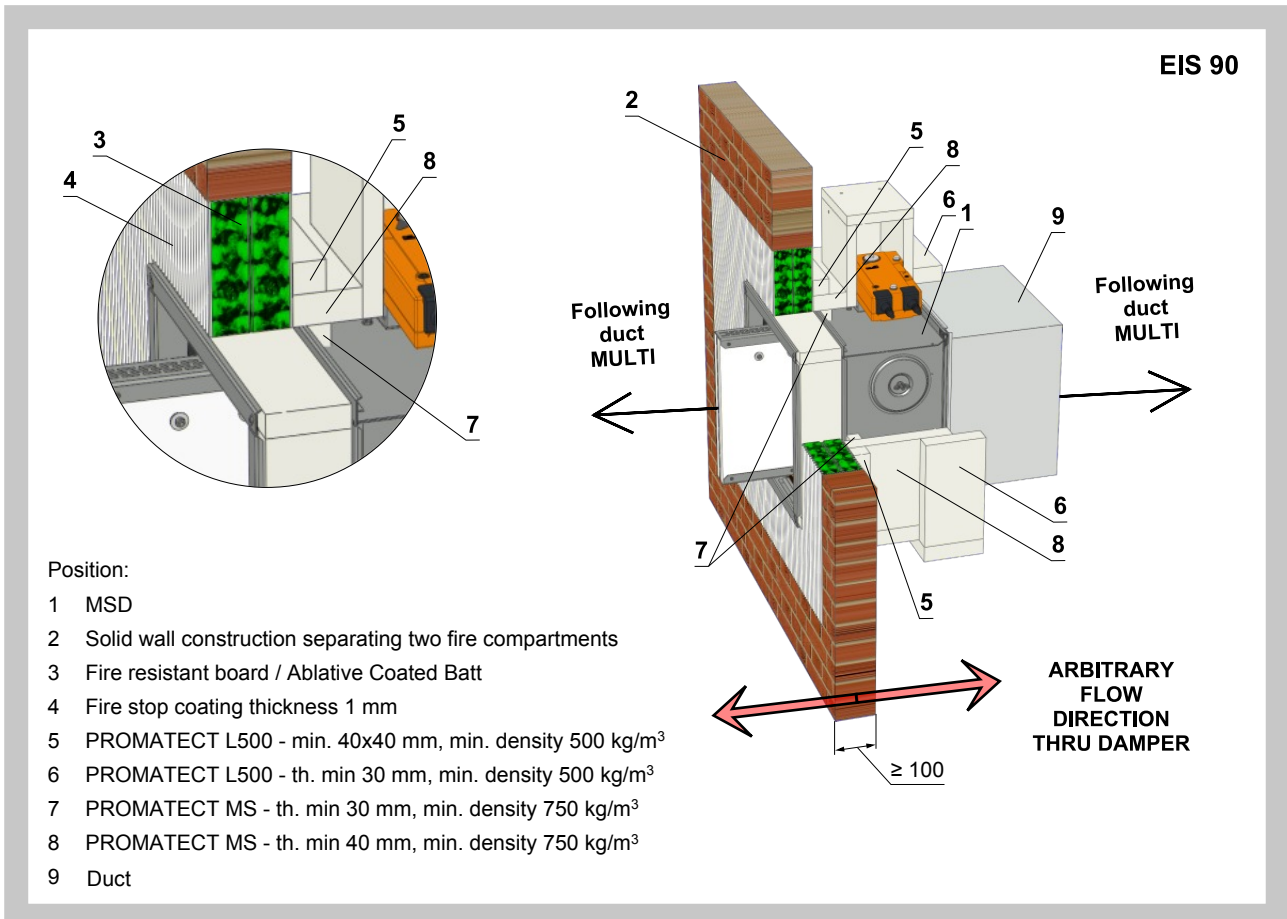 EIS 90
2
5
8
6
1
9
3
4
5
8
7
Following
duct
MULTI
Following
duct
MULTI
7
6
8
5
ARBITRARY
FLOW
DIRECTION
THRU DAMPER
≥ 100
Position:
1 MSD
2 Solid wall construction separating two fire compartments
3 Fire resistant board / Ablative Coated Batt
4 Fire stop coating thickness 1 mm
5 PROMATECT L500 - min. 40x40 mm, min. density 500 kg/m³
6 PROMATECT L500 - th. min 30 mm, min. density 500 kg/m³
7 PROMATECT MS - th. min 30 mm, min. density 750 kg/m³
8 PROMATECT MS - th. min 40 mm, min. density 750 kg/m³
9 Duct